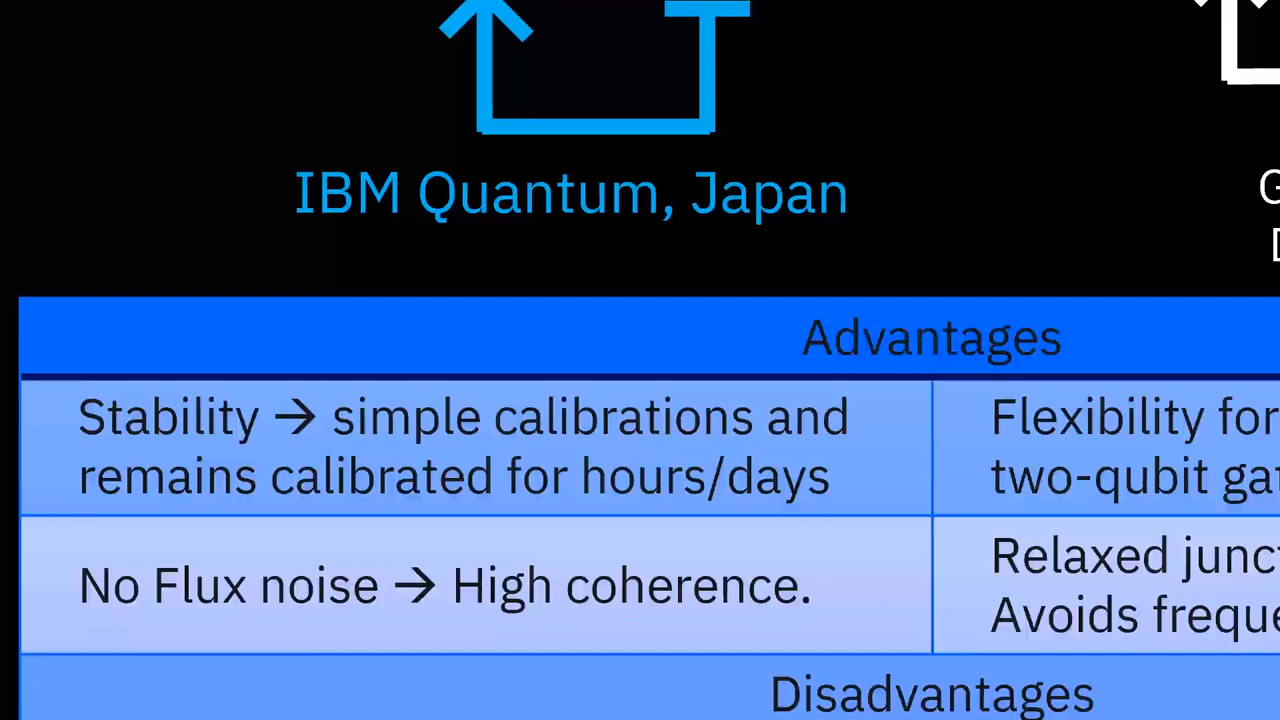 IBM Quantum, Japan
Advantages
Stability → simple calibrations and
remains calibrated for hours/days
Flexibility for
two-qubit
No Flux noise → High coherence.
Relaxed
Avoids
Disadvantages